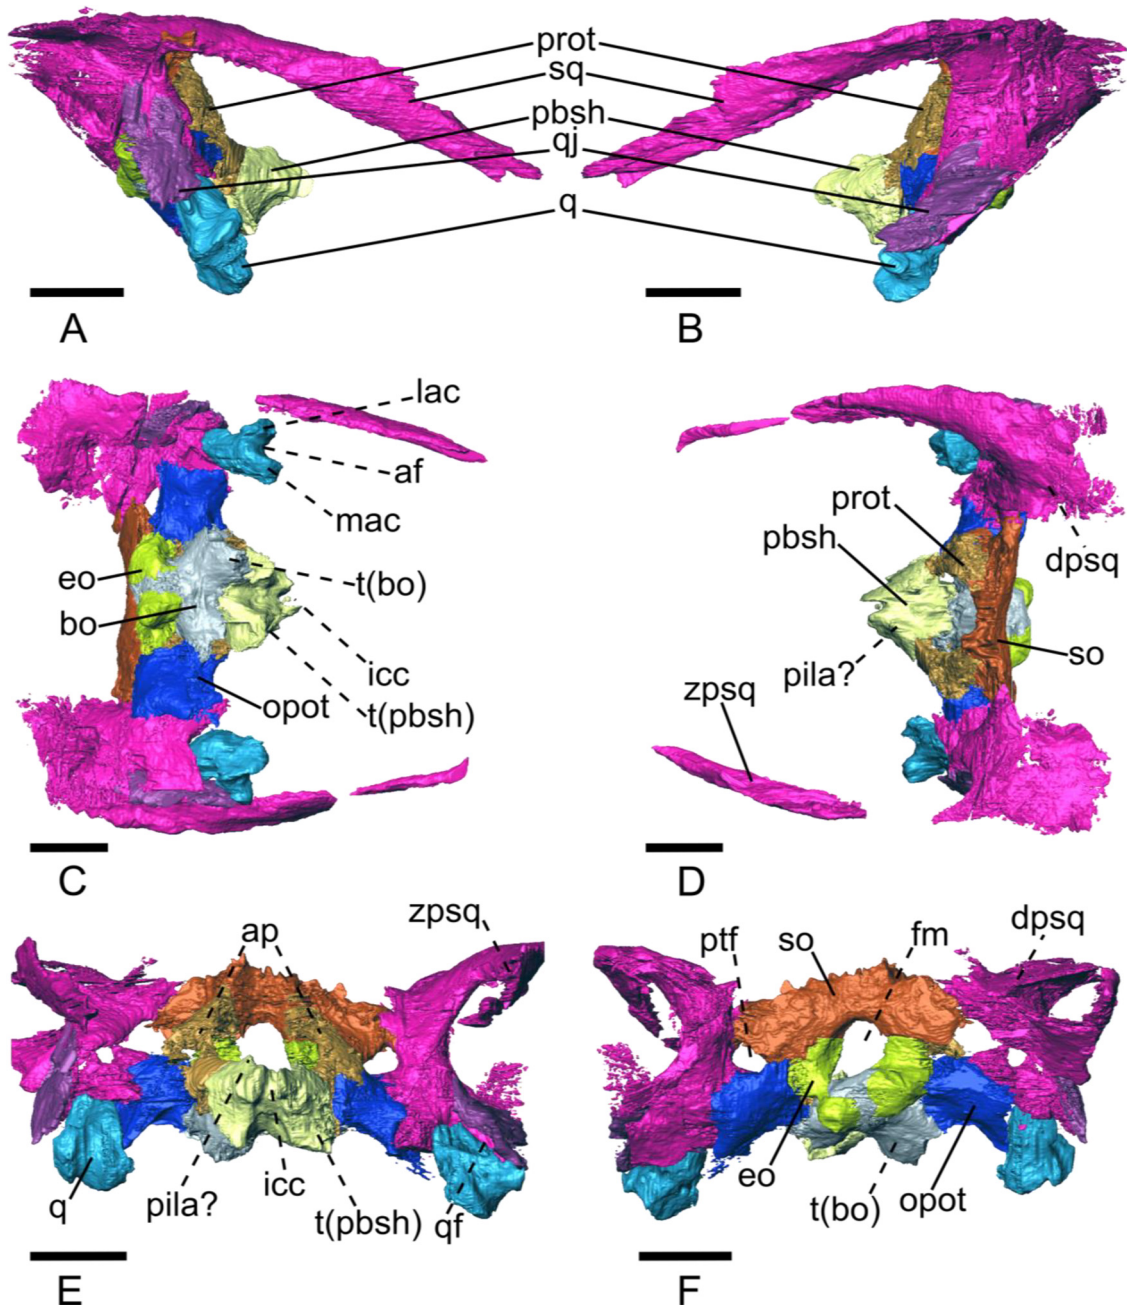 prot
sq
pbsh
qj
q
A
B
lac
af
mac
eo
bo
t(bo)
icc
opot
t(pbsh)
C
prot
pbsh
dpsq
pila?
so
zpsq
D
ap
zpsq
q
pila?
icc
t(pbsh)
qf
E
ptf
so
fm
dpsq
eo
t(bo)
opot
F